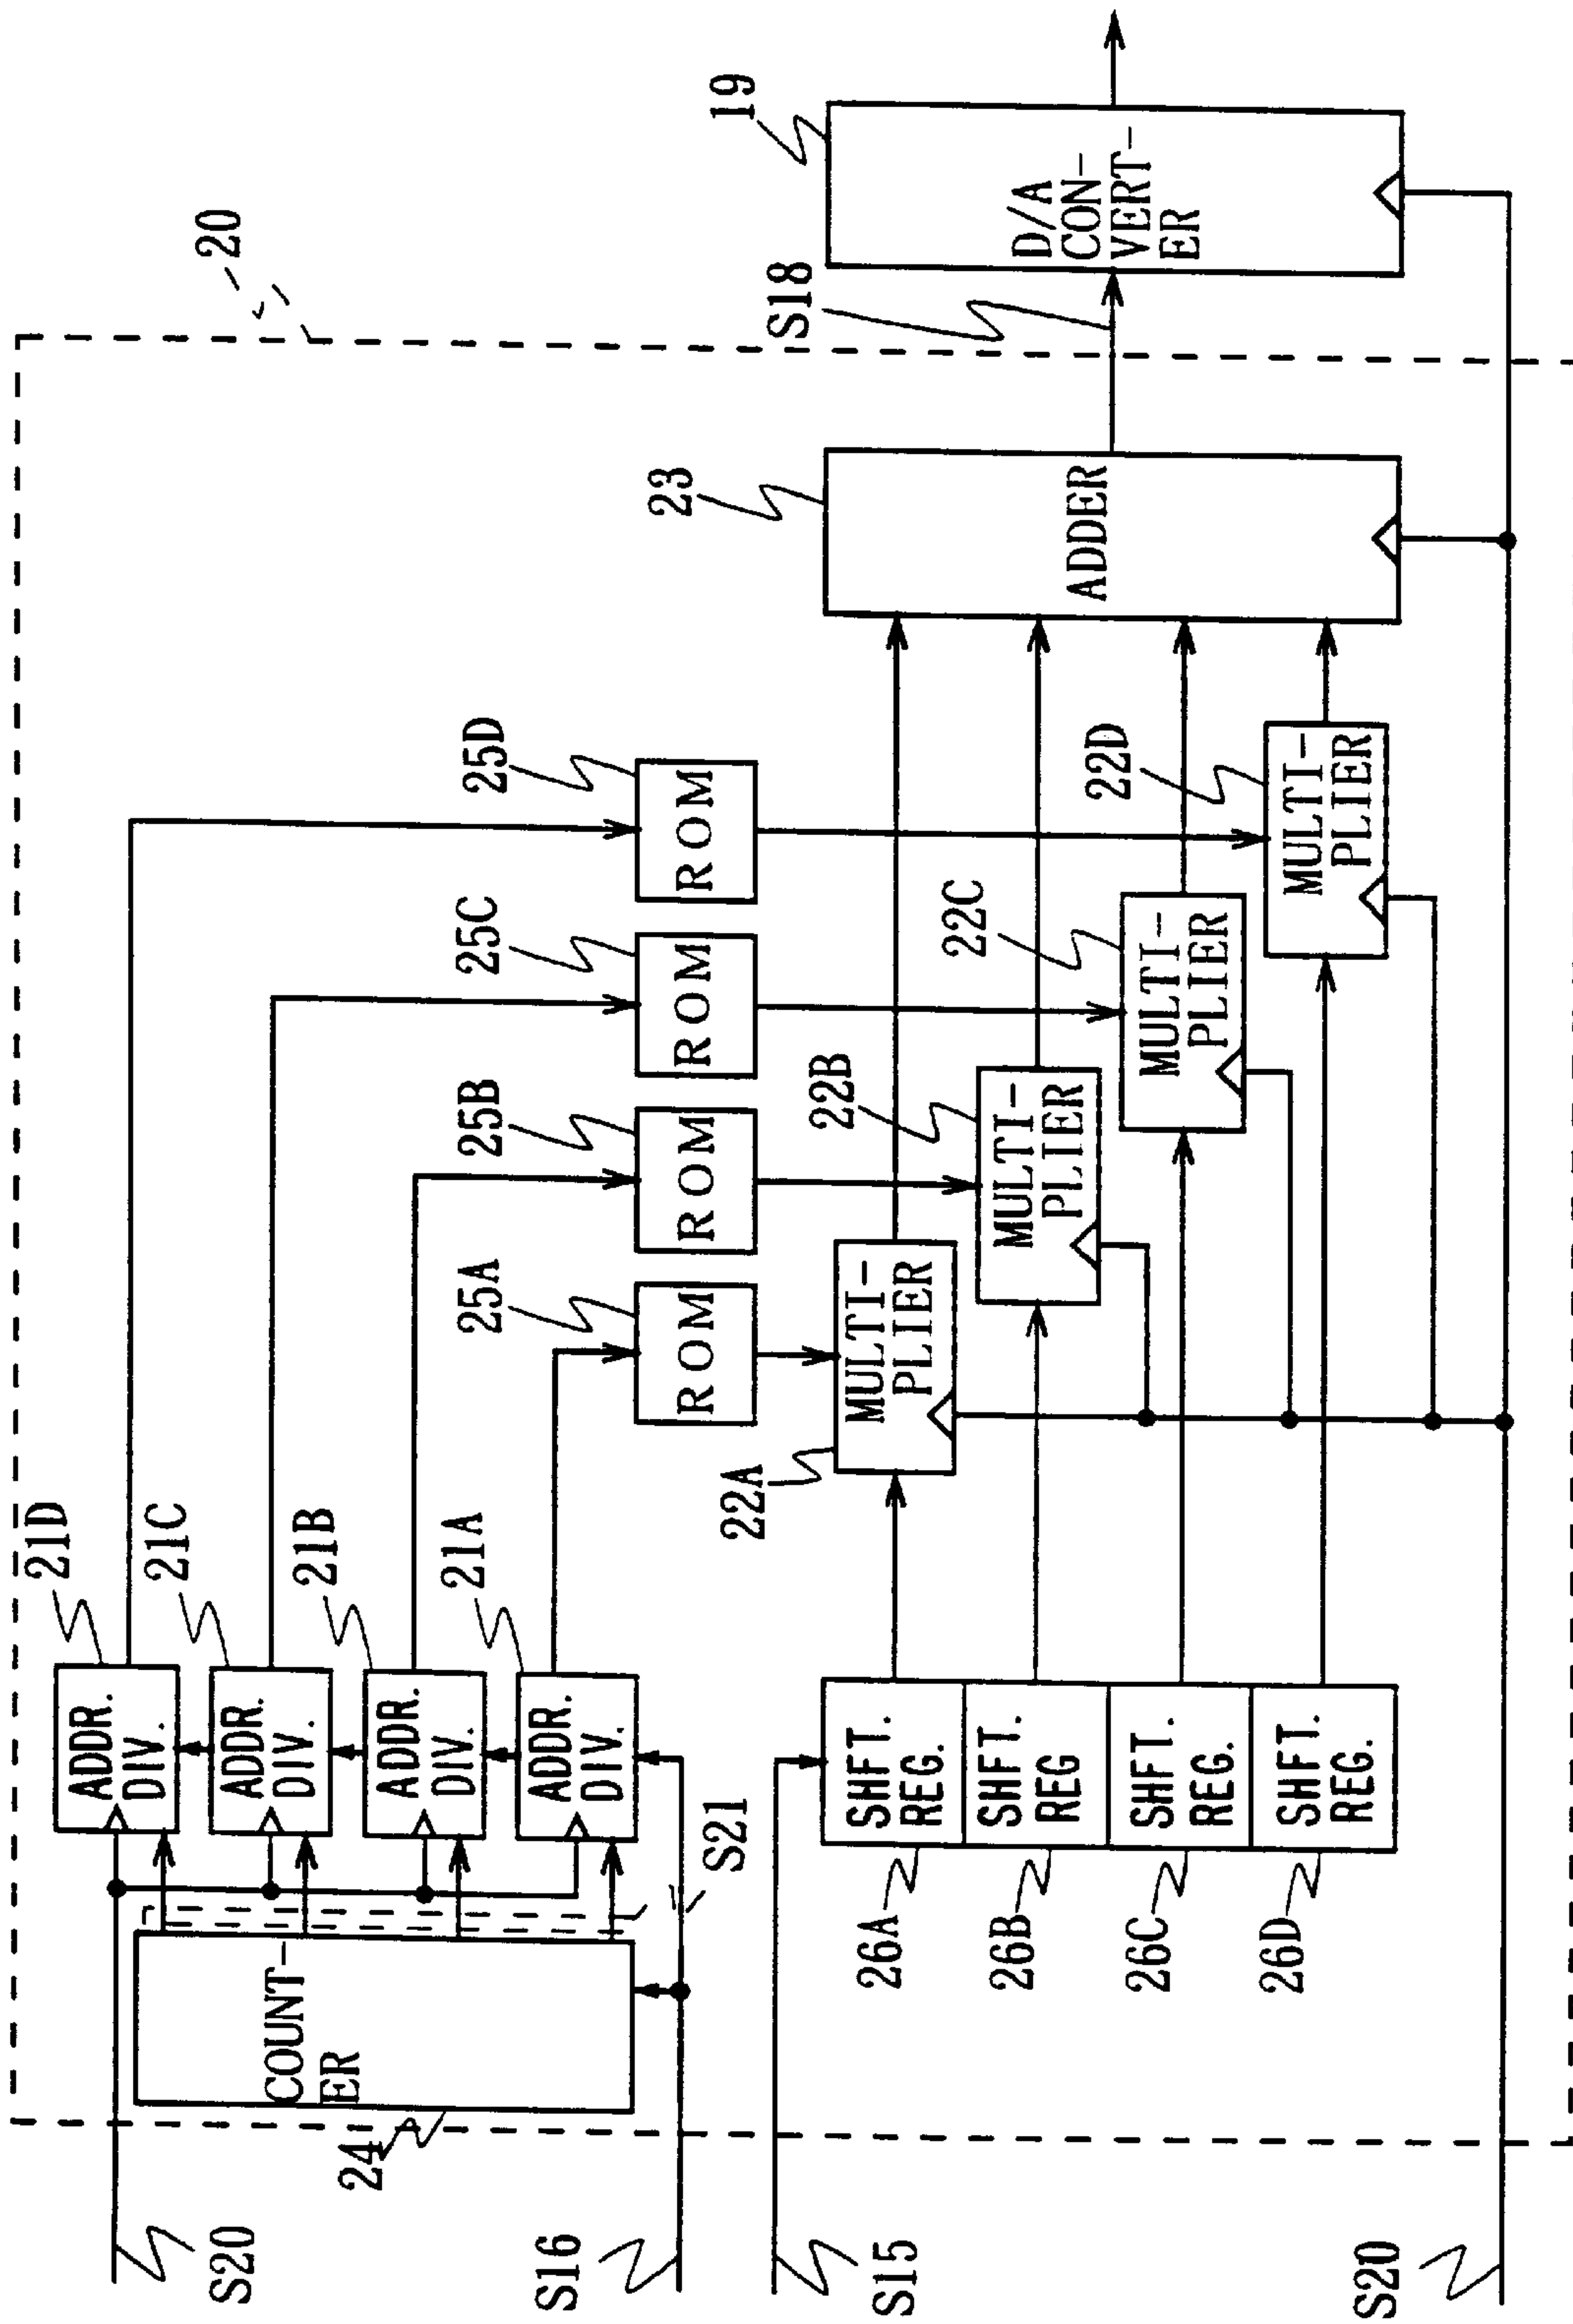 20
S20
S16
S15
S20
24
COUNT-
ER
S21
21D
ADDR.
DIV.
21C
ADDR.
DIV.
21B
ADDR.
DIV.
21A
ADDR.
DIV.
25A
ROM
25B
ROM
25C
ROM
25D
ROM
26A
SHFT.
REG.
26B
SHFT.
REG
26C
SHFT.
REG.
26D
SHFT.
REG.
22A
MULTI-
PLIER
22B
MULTI-
PLIER
22C
MULTI-
PLIER
22D
MULTI-
PLIER
23
ADDER
S18
19
D/A
CON-
VERT-
ER